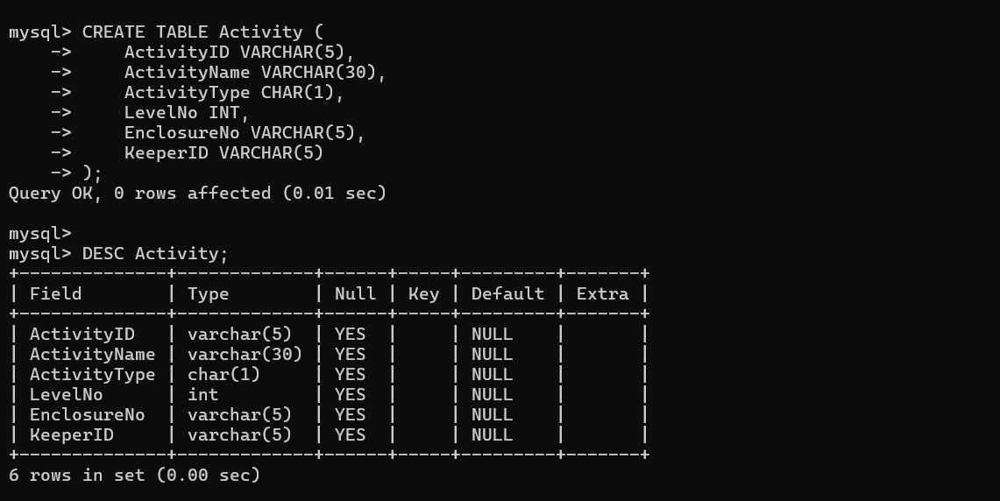 mysql> CREATE TABLE Activity (
    ->     ActivityID VARCHAR(5),
    ->     ActivityName VARCHAR(30),
    ->     ActivityType CHAR(1),
    ->     LevelNo INT,
    ->     EnclosureNo VARCHAR(5),
    ->     KeeperID VARCHAR(5)
    -> );
Query OK, 0 rows affected (0.01 sec)

mysql>
mysql> DESC Activity;
+--------------+-------------+------+-----+---------+-------+
| Field        | Type        | Null | Key | Default | Extra |
+--------------+-------------+------+-----+---------+-------+
| ActivityID   | varchar(5)  | YES  |     | NULL    |       |
| ActivityName | varchar(30) | YES  |     | NULL    |       |
| ActivityType | char(1)     | YES  |     | NULL    |       |
| LevelNo      | int         | YES  |     | NULL    |       |
| EnclosureNo  | varchar(5)  | YES  |     | NULL    |       |
| KeeperID     | varchar(5)  | YES  |     | NULL    |       |
+--------------+-------------+------+-----+---------+-------+
6 rows in set (0.00 sec)